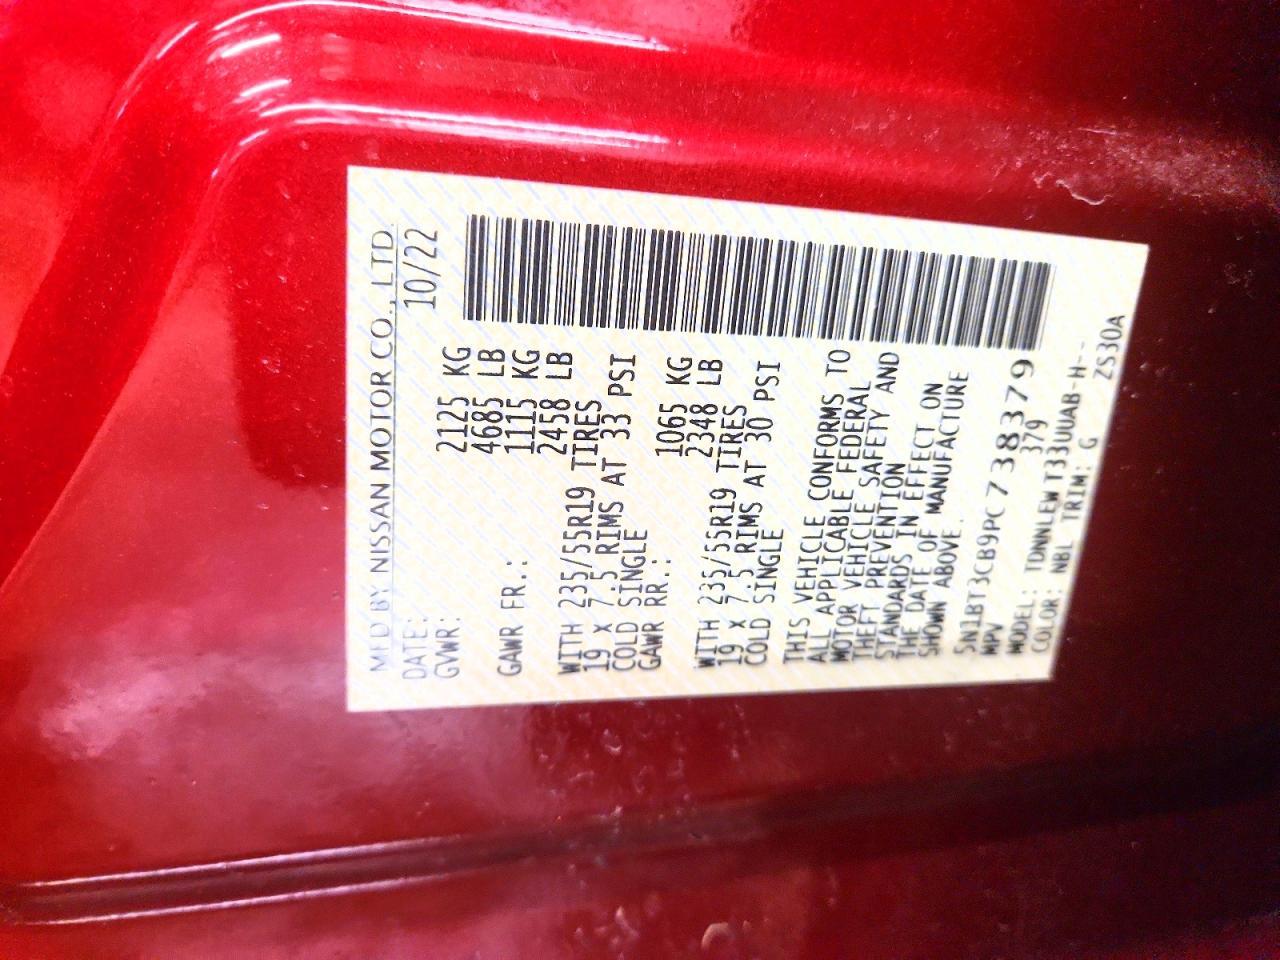 MFD BY NISSAN MOTOR CO., LTD.
DATE: 10/22
GVWR: 2125 KG
4685 LB
GAWR FR.: 1115 KG
2458 LB
WITH 235/55R19 TIRES
19 x 7.5 RIMS AT 33 PSI
COLD SINGLE
GAWR RR.: 1065 KG
2348 LB
WITH 235/55R19 TIRES
19 x 7.5 RIMS AT 30 PSI
COLD SINGLE
THIS VEHICLE CONFORMS TO
ALL APPLICABLE FEDERAL
MOTOR VEHICLE SAFETY AND
THEFT PREVENTION
STANDARDS IN EFFECT ON
THE DATE OF MANUFACTURE
SHOWN ABOVE.
5N1BT3CB9PC738379
MPV 379
MODEL: TDNNLEWT33UUAB-H--
COLOR: NBL TRIM: G ZS30A